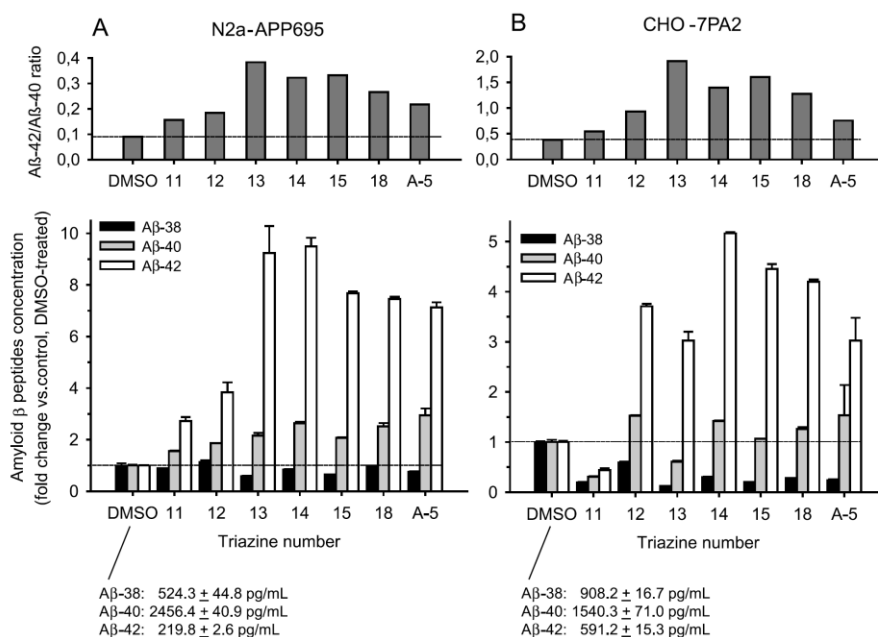 A
N2a-APP695
Aß-42/Aß-40 ratio
0,4
0,3
0,2
0,1
0,0
DMSO 11 12 13 14 15 18 A-5
Amyloid β peptides concentration
(fold change vs.control, DMSO-treated)
Aβ-38
Aβ-40
Aβ-42
10
8
6
4
2
0
DMSO 11 12 13 14 15 18 A-5
Triazine number
Aβ-38: 524.3 ± 44.8 pg/mL
Aβ-40: 2456.4 ± 40.9 pg/mL
Aβ-42: 219.8 ± 2.6 pg/mL
B
CHO -7PA2
2,0
1,5
1,0
0,5
0,0
DMSO 11 12 13 14 15 18 A-5
Aβ-38
Aβ-40
Aβ-42
5
4
3
2
1
0
DMSO 11 12 13 14 15 18 A-5
Triazine number
Aβ-38: 908.2 ± 16.7 pg/mL
Aβ-40: 1540.3 ± 71.0 pg/mL
Aβ-42: 591.2 ± 15.3 pg/mL